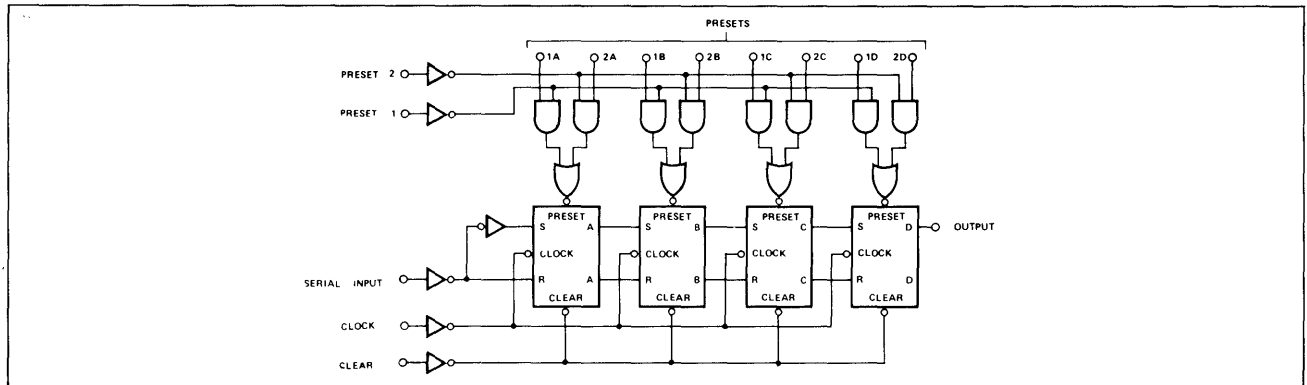 PRESETS
1A 2A 1B 2B 1C 2C 1D 2D
PRESET 2
PRESET 1
PRESET PRESET PRESET PRESET
S A S B S C S D OUTPUT
CLOCK CLOCK CLOCK CLOCK
SERIAL INPUT R A R B R C R D
CLEAR CLEAR CLEAR CLEAR
CLOCK
CLEAR